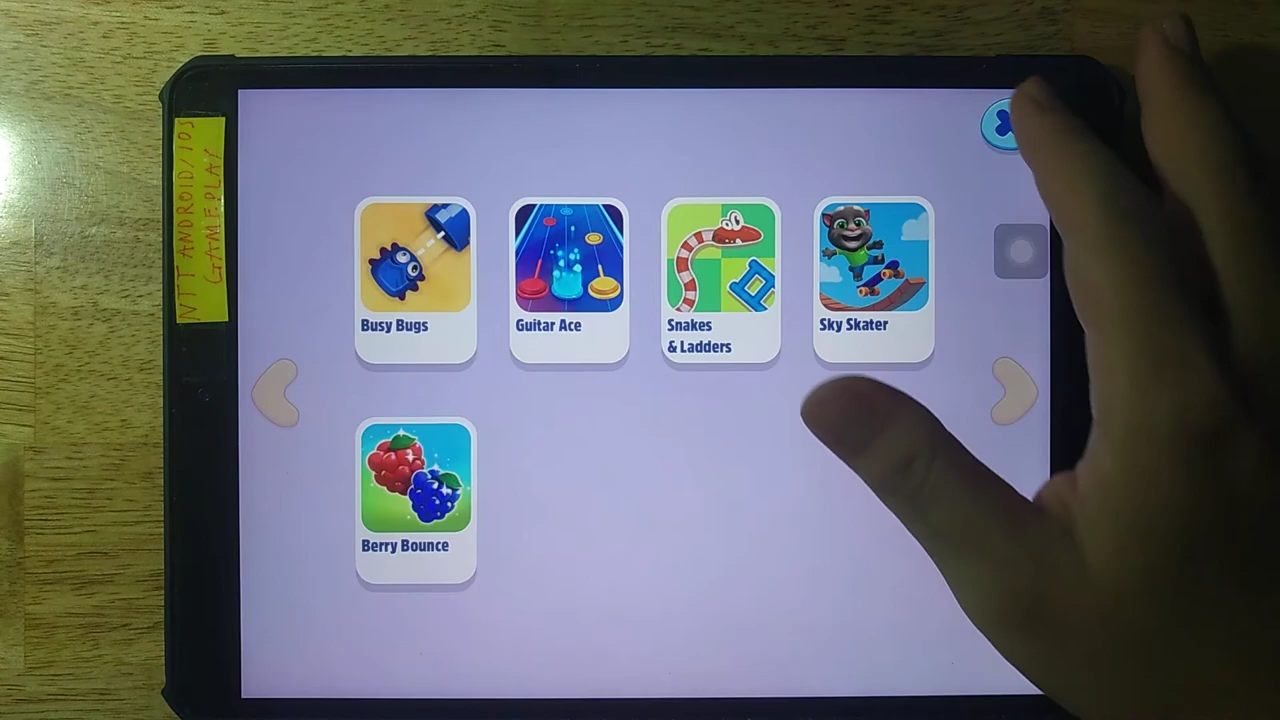 NTT ANDROID/IOS
GAMEPLAY
Busy Bugs
Guitar Ace
Snakes
& Ladders
Sky Skater
Berry Bounce